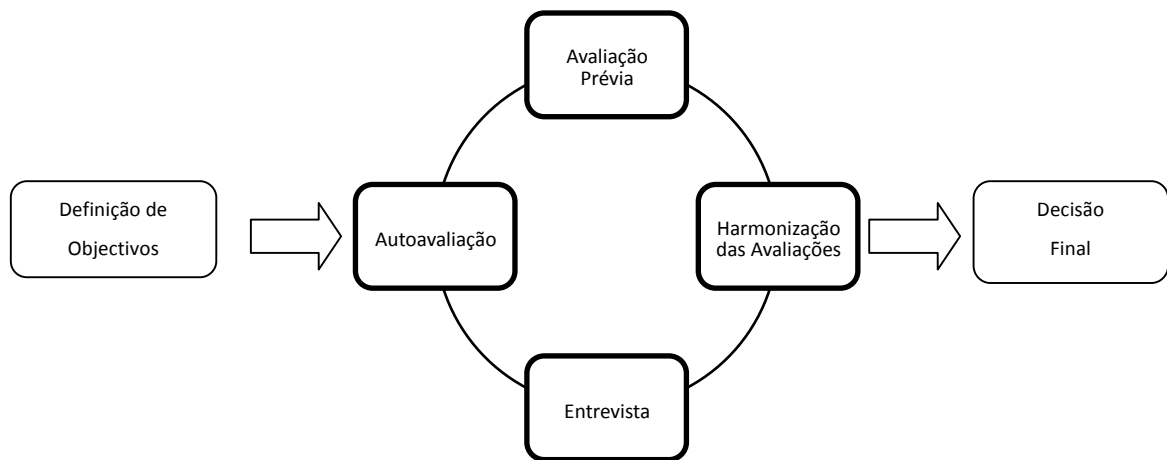 Definição de
Objectivos
Autoavaliação
Avaliação
Prévia
Harmonização
das Avaliações
Entrevista
Decisão
Final